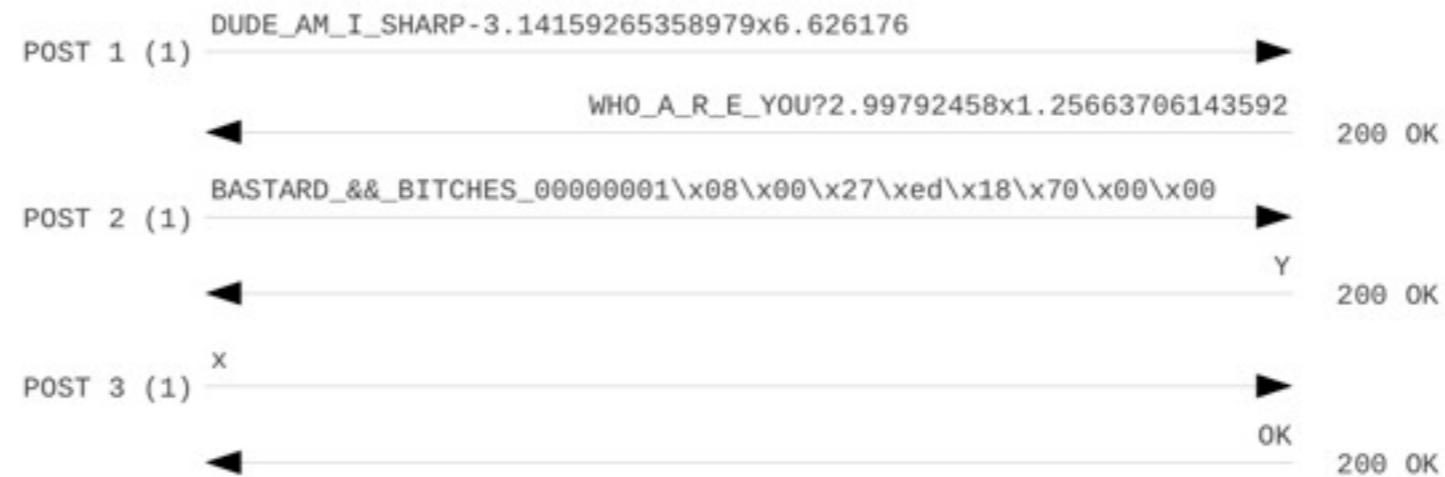 DUDE_AM_I_SHARP-3.14159265358979x6.626176
POST 1 (1)
WHO_A_R_E_YOU?2.99792458x1.25663706143592
200 OK
BASTARD_&&_BITCHES_00000001\x08\x00\x27\xed\x18\x70\x00\x00
POST 2 (1)
Y
200 OK
x
POST 3 (1)
OK
200 OK